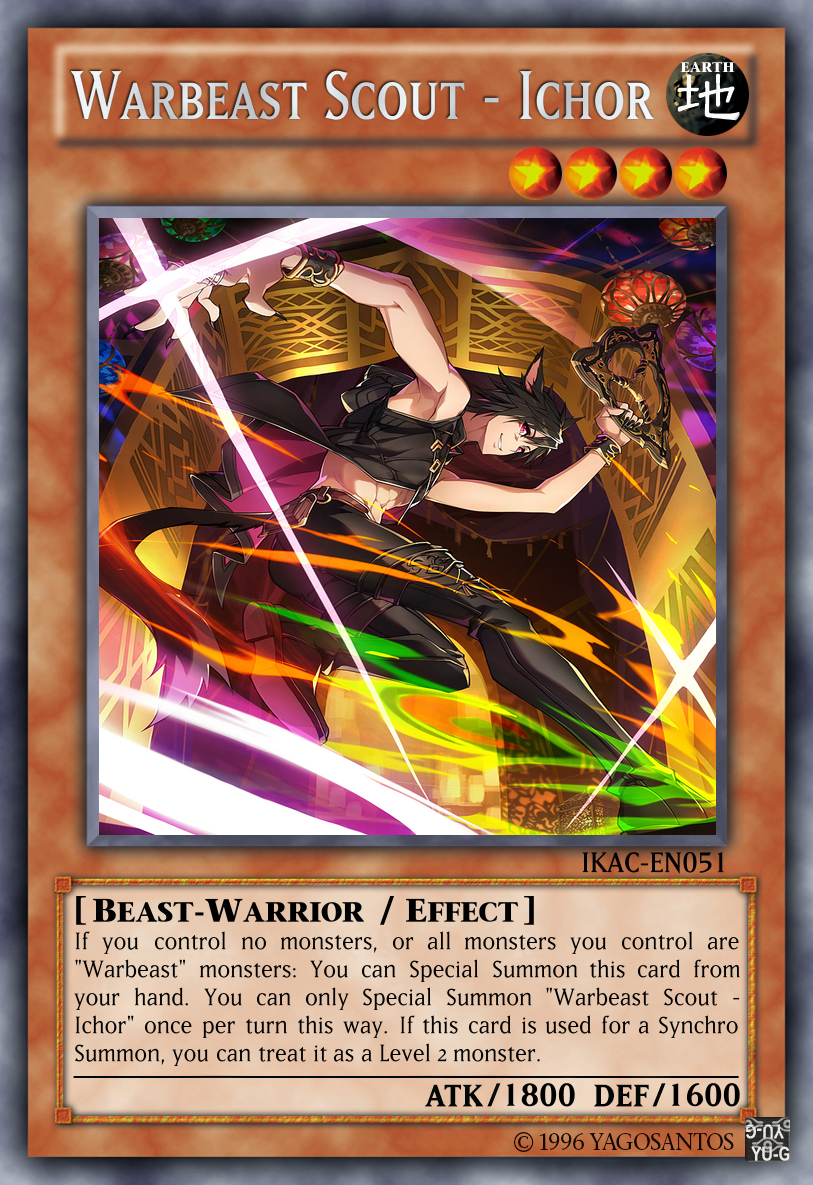 Warbeast Scout - Ichor
EARTH
地
IKAC-EN051
[ Beast-Warrior / Effect ]
If you control no monsters, or all monsters you control are
"Warbeast" monsters: You can Special Summon this card from
your hand. You can only Special Summon "Warbeast Scout -
Ichor" once per turn this way. If this card is used for a Synchro
Summon, you can treat it as a Level 2 monster.
ATK/1800 DEF/1600
© 1996 YAGOSANTOS
YU-G
YU-G